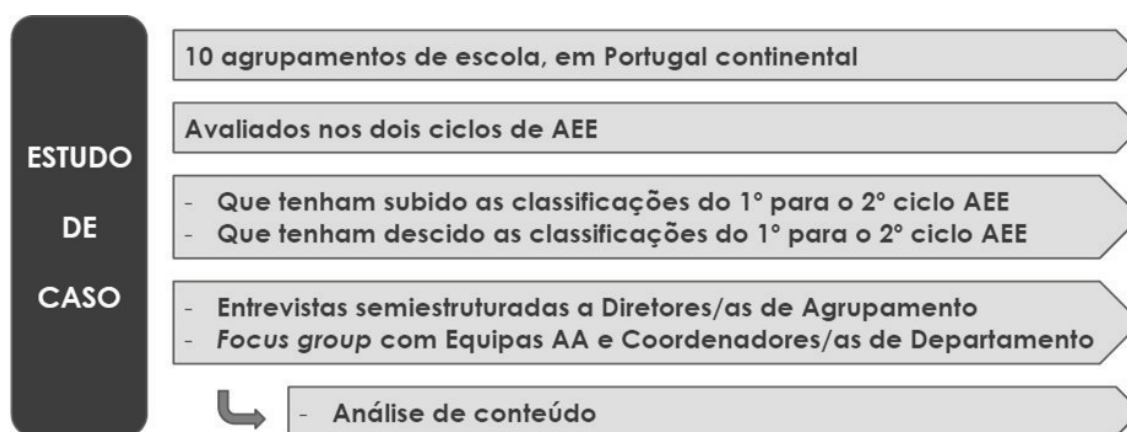 ESTUDO
DE
CASO
10 agrupamentos de escola, em Portugal continental
Avaliados nos dois ciclos de AEE
- Que tenham subido as classificações do 1º para o 2º ciclo AEE
- Que tenham descido as classificações do 1º para o 2º ciclo AEE
- Entrevistas semiestruturadas a Diretores/as de Agrupamento
- Focus group com Equipas AA e Coordenadores/as de Departamento
- Análise de conteúdo